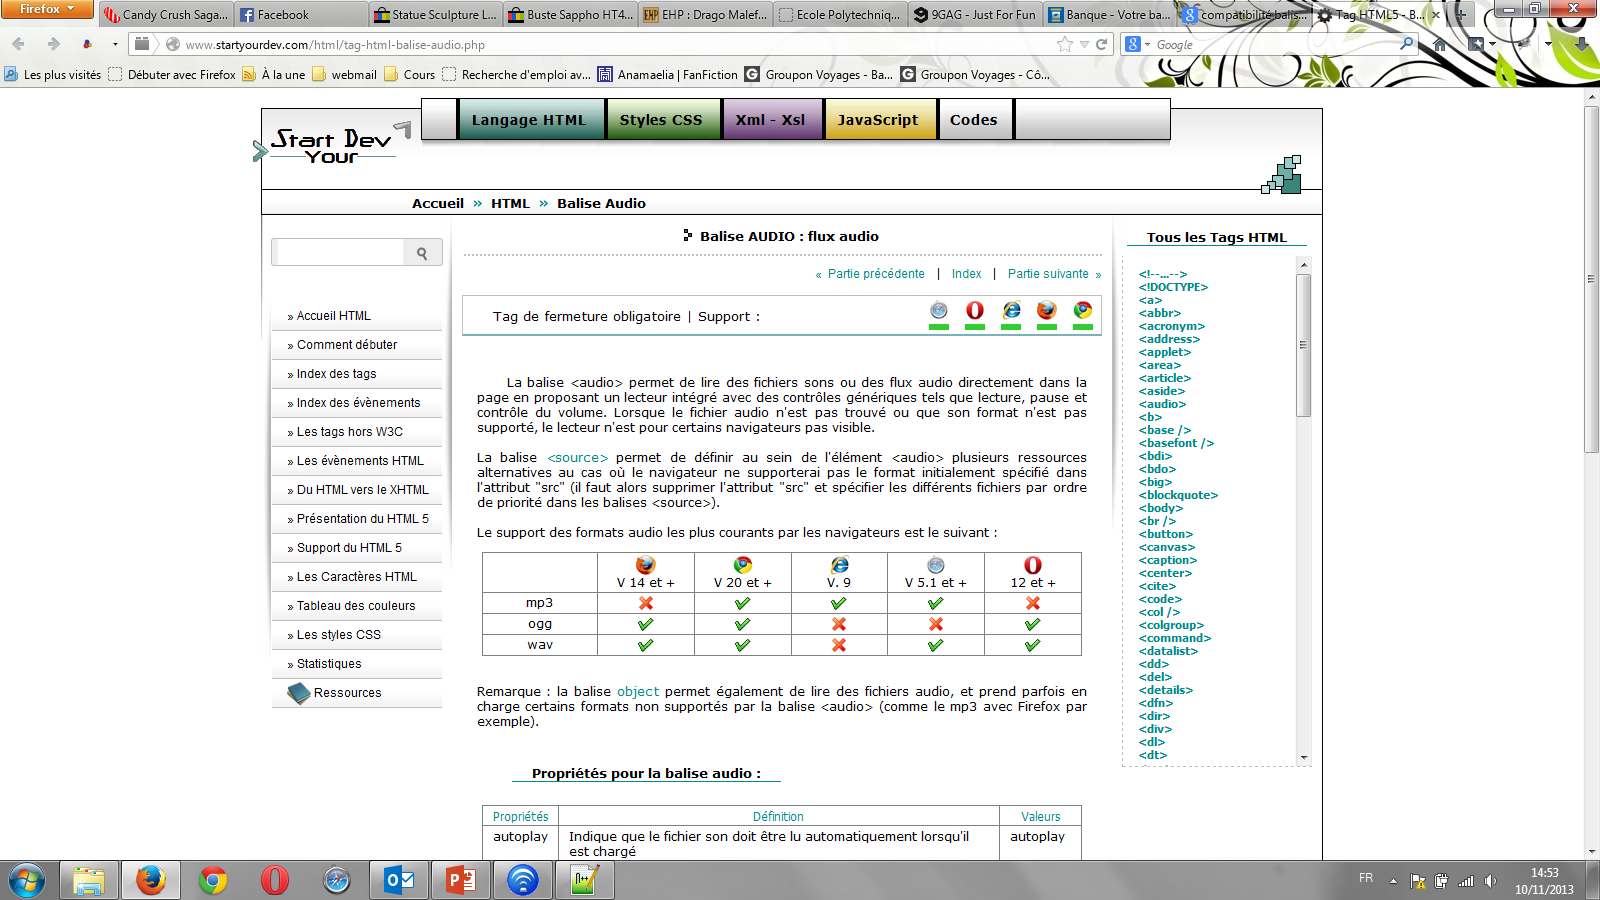 Firefox
Candy Crush Saga...
Facebook
Statue Sculpture L...
Buste Sappho HT4...
EHP : Drago Malef...
Ecole Polytechniq...
9GAG - Just For Fun
Banque - Votre ba...
compatibilité balis...
Tag HTML5 - B...
www.startyourdev.com/html/tag-html-balise-audio.php
Google
Les plus visités
Débuter avec Firefox
À la une
webmail
Cours
Recherche d'emploi av...
Anamaelia | FanFiction
Groupon Voyages - Ba...
Groupon Voyages - Cô...
Start Dev
Your
Langage HTML
Styles CSS
Xml - Xsl
JavaScript
Codes
Accueil » HTML » Balise Audio
» Accueil HTML
» Comment débuter
» Index des tags
» Index des évènements
» Les tags hors W3C
» Les évènements HTML
» Du HTML vers le XHTML
» Présentation du HTML 5
» Support du HTML 5
» Les Caractères HTML
» Tableau des couleurs
» Les styles CSS
» Statistiques
Ressources
Balise AUDIO : flux audio
« Partie précédente | Index | Partie suivante »
Tag de fermeture obligatoire | Support :
La balise <audio> permet de lire des fichiers sons ou des flux audio directement dans la
page en proposant un lecteur intégré avec des contrôles génériques tels que lecture, pause et
contrôle du volume. Lorsque le fichier audio n'est pas trouvé ou que son format n'est pas
supporté, le lecteur n'est pour certains navigateurs pas visible.
La balise <source> permet de définir au sein de l'élément <audio> plusieurs ressources
alternatives au cas où le navigateur ne supporterai pas le format initialement spécifié dans
l'attribut "src" (il faut alors supprimer l'attribut "src" et spécifier les différents fichiers par ordre
de priorité dans les balises <source>).
Le support des formats audio les plus courants par les navigateurs est le suivant :
V 14 et + V 20 et + V. 9 V 5.1 et + 12 et +
mp3
ogg
wav
Remarque : la balise object permet également de lire des fichiers audio, et prend parfois en
charge certains formats non supportés par la balise <audio> (comme le mp3 avec Firefox par
exemple).
Propriétés pour la balise audio :
Propriétés Définition Valeurs
autoplay Indique que le fichier son doit être lu automatiquement lorsqu'il autoplay
est chargé
Tous les Tags HTML
<!--...-->
<!DOCTYPE>
<a>
<abbr>
<acronym>
<address>
<applet>
<area>
<article>
<aside>
<audio>
<b>
<base />
<basefont />
<bdi>
<bdo>
<big>
<blockquote>
<body>
<br />
<button>
<canvas>
<caption>
<center>
<cite>
<code>
<col />
<colgroup>
<command>
<datalist>
<dd>
<del>
<details>
<dfn>
<dir>
<div>
<dl>
<dt>
FR
14:53
10/11/2013